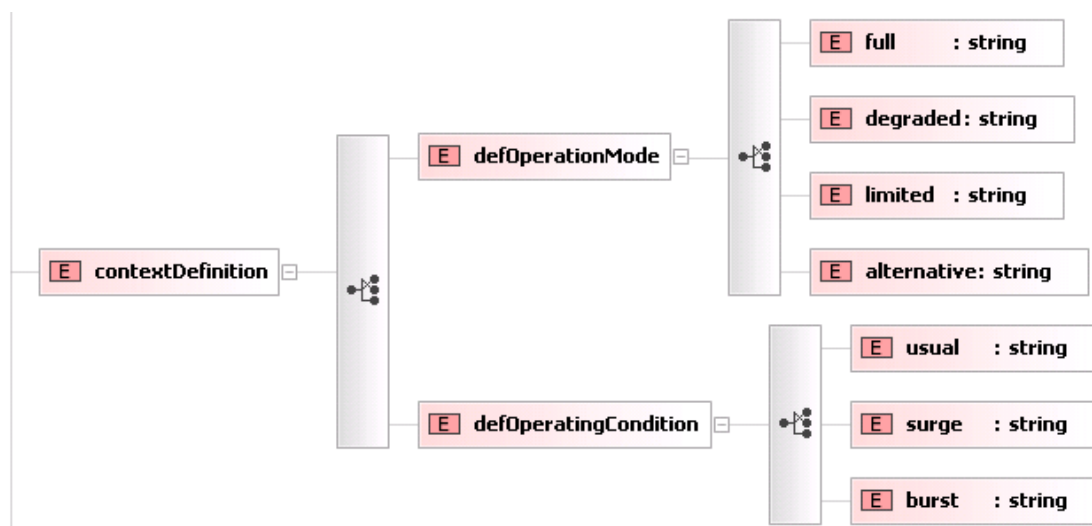 E full : string
E degraded: string
E defOperationMode
E limited : string
E contextDefinition
E alternative: string
E usual : string
E defOperatingCondition
E surge : string
E burst : string